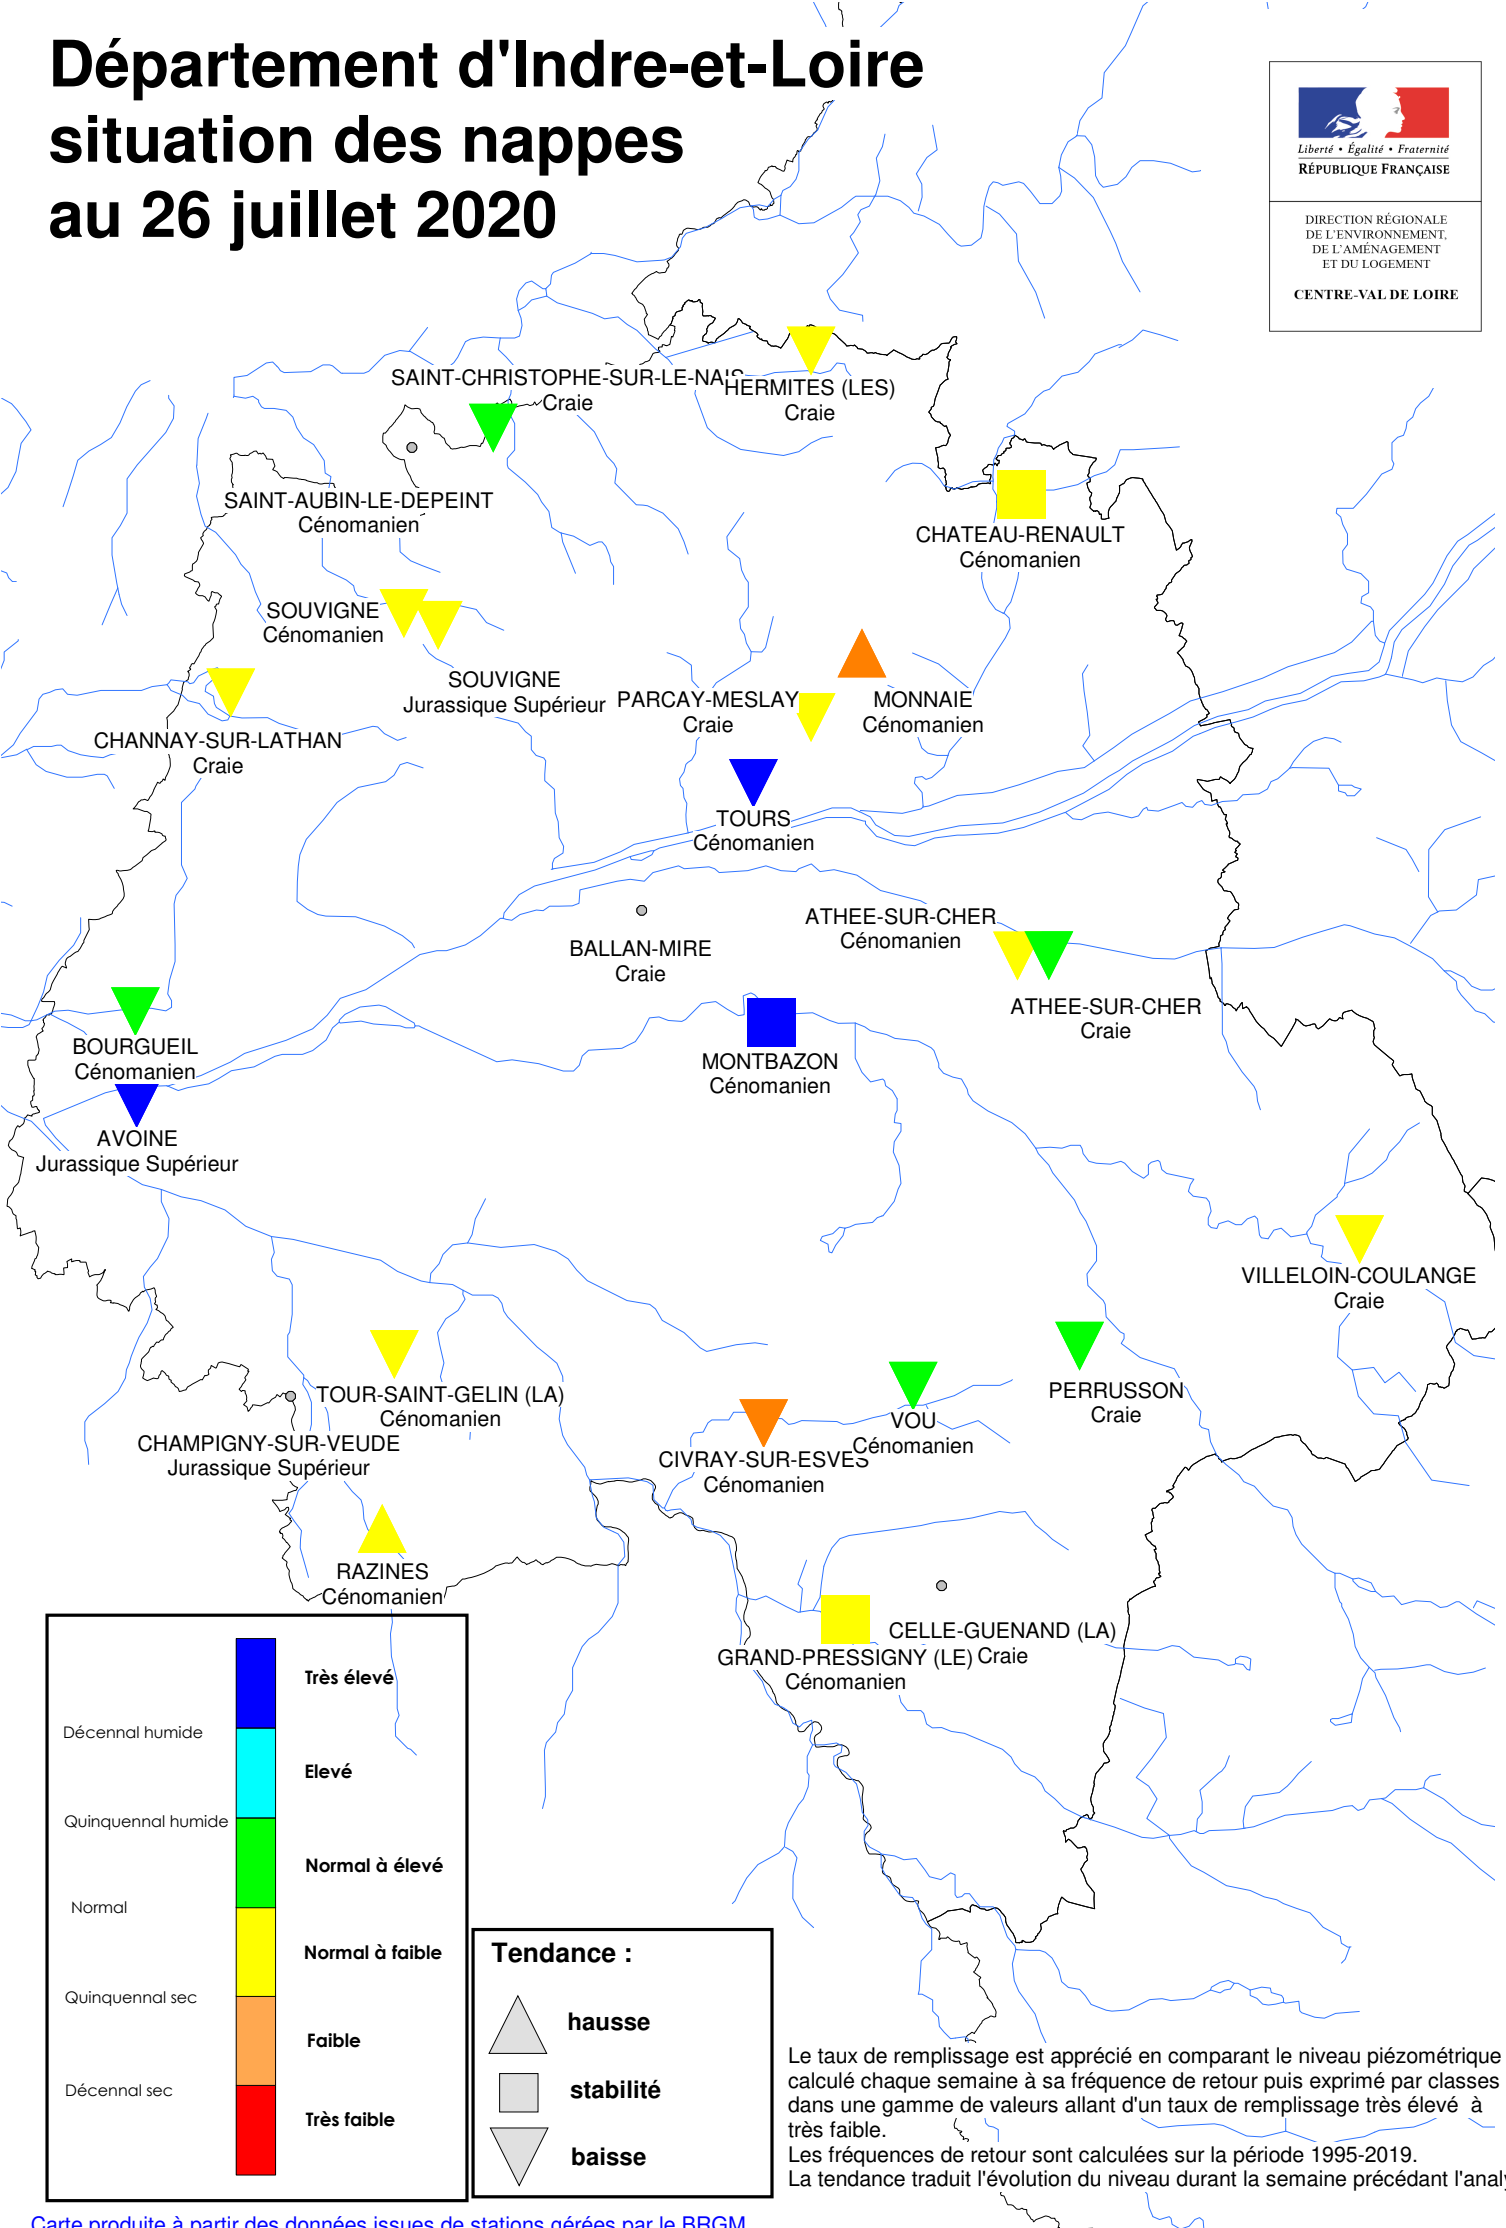 Département d'Indre-et-Loire
situation des nappes
au 26 juillet 2020
Liberté • Égalité • Fraternité
RÉPUBLIQUE FRANÇAISE
DIRECTION RÉGIONALE
DE L'ENVIRONNEMENT,
DE L'AMÉNAGEMENT
ET DU LOGEMENT
CENTRE-VAL DE LOIRE
SAINT-CHRISTOPHE-SUR-LE-NAIS
Craie
HERMITES (LES)
Craie
SAINT-AUBIN-LE-DEPEINT
Cénomanien
CHATEAU-RENAULT
Cénomanien
SOUVIGNE
Cénomanien
SOUVIGNE
Jurassique Supérieur
PARCAY-MESLAY
Craie
MONNAIE
Cénomanien
CHANNAY-SUR-LATHAN
Craie
TOURS
Cénomanien
BALLAN-MIRE
Craie
ATHEE-SUR-CHER
Cénomanien
ATHEE-SUR-CHER
Craie
BOURGUEIL
Cénomanien
MONTBAZON
Cénomanien
AVOINE
Jurassique Supérieur
VILLELOIN-COULANGE
Craie
TOUR-SAINT-GELIN (LA)
Cénomanien
PERRUSSON
Craie
VOU
Cénomanien
CHAMPIGNY-SUR-VEUDE
Jurassique Supérieur
CIVRAY-SUR-ESVES
Cénomanien
RAZINES
Cénomanien
CELLE-GUENAND (LA)
Craie
GRAND-PRESSIGNY (LE)
Cénomanien
Très élevé
Décennal humide
Elevé
Quinquennal humide
Normal à élevé
Normal
Normal à faible
Quinquennal sec
Faible
Décennal sec
Très faible
Tendance :
hausse
stabilité
baisse
Le taux de remplissage est apprécié en comparant le niveau piézométrique
calculé chaque semaine à sa fréquence de retour puis exprimé par classes
dans une gamme de valeurs allant d'un taux de remplissage très élevé à
très faible.
Les fréquences de retour sont calculées sur la période 1995-2019.
La tendance traduit l'évolution du niveau durant la semaine précédant
Carte produite à partir des données issues de stations gérées par le BRGM